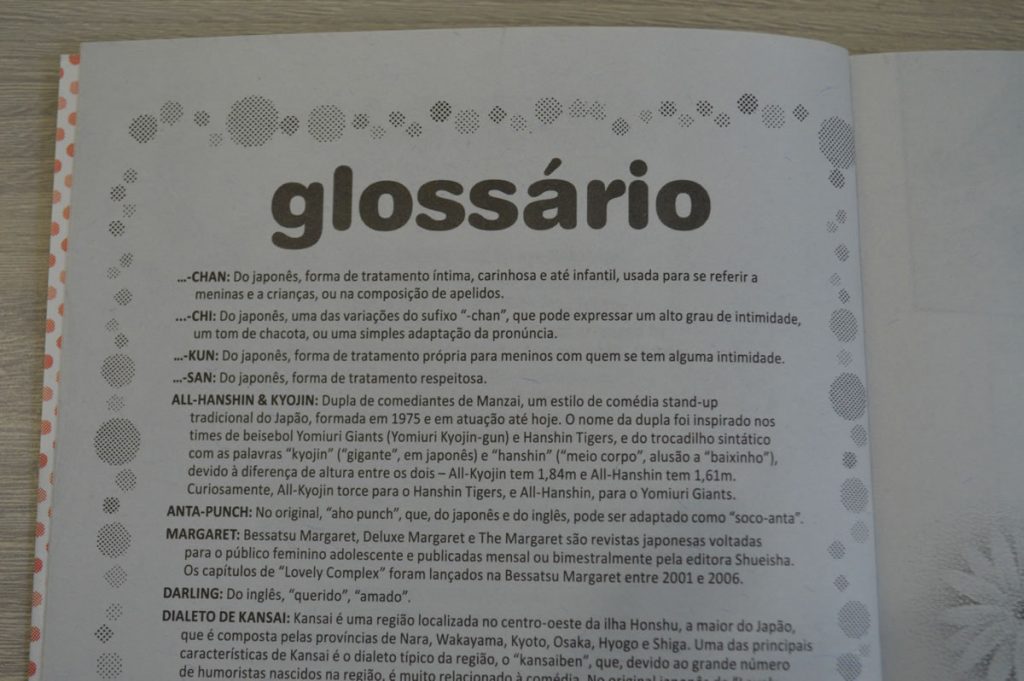 glossário
...-CHAN: Do japonês, forma de tratamento íntima, carinhosa e até infantil, usada para se referir a
meninas e a crianças, ou na composição de apelidos.
...-CHI: Do japonês, uma das variações do sufixo “-chan”, que pode expressar um alto grau de intimidade,
um tom de chacota, ou uma simples adaptação da pronúncia.
...-KUN: Do japonês, forma de tratamento própria para meninos com quem se tem alguma intimidade.
...-SAN: Do japonês, forma de tratamento respeitosa.
ALL-HANSHIN & KYOJIN: Dupla de comediantes de Manzai, um estilo de comédia stand-up
tradicional do Japão, formada em 1975 e em atuação até hoje. O nome da dupla foi inspirado nos
times de beisebol Yomiuri Giants (Yomiuri Kyojin-gun) e Hanshin Tigers, e do trocadilho sintático
com as palavras “kyojin” (“gigante”, em japonês) e “hanshin” (“meio corpo”, alusão a “baixinho”),
devido à diferença de altura entre os dois – All-Kyojin tem 1,84m e All-Hanshin tem 1,61m.
Curiosamente, All-Kyojin torce para o Hanshin Tigers, e All-Hanshin, para o Yomiuri Giants.
ANTA-PUNCH: No original, “aho punch”, que, do japonês e do inglês, pode ser adaptado como “soco-anta”.
MARGARET: Bessatsu Margaret, Deluxe Margaret e The Margaret são revistas japonesas voltadas
para o público feminino adolescente e publicadas mensal ou bimestralmente pela editora Shueisha.
Os capítulos de “Lovely Complex” foram lançados na Bessatsu Margaret entre 2001 e 2006.
DARLING: Do inglês, “querido”, “amado”.
DIALETO DE KANSAI: Kansai é uma região localizada no centro-oeste da ilha Honshu, a maior do Japão,
que é composta pelas províncias de Nara, Wakayama, Kyoto, Osaka, Hyogo e Shiga. Uma das principais
características de Kansai é o dialeto típico da região, o “kansaiben”, que, devido ao grande número
de humoristas nascidos na região, é muito relacionado à comédia. No original japonês de